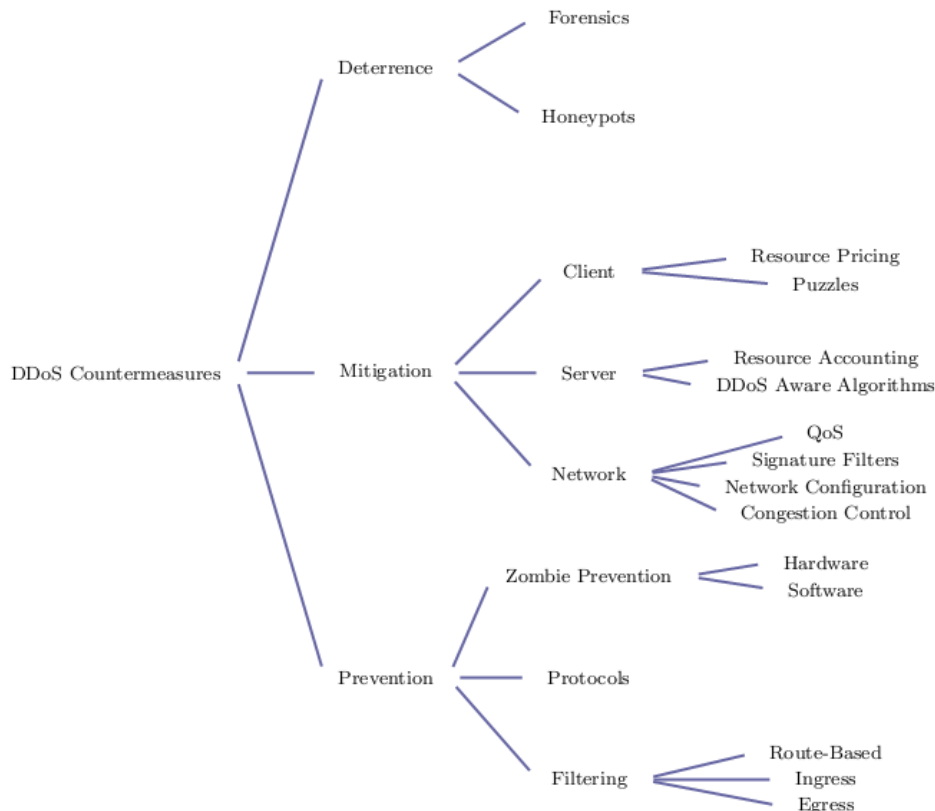 Forensics
Deterrence
Honeypots
Client
Resource Pricing
Puzzles
DDoS Countermeasures
Mitigation
Server
Resource Accounting
DDoS Aware Algorithms
Network
QoS
Signature Filters
Network Configuration
Congestion Control
Zombie Prevention
Hardware
Software
Prevention
Protocols
Filtering
Route-Based
Ingress
Egress